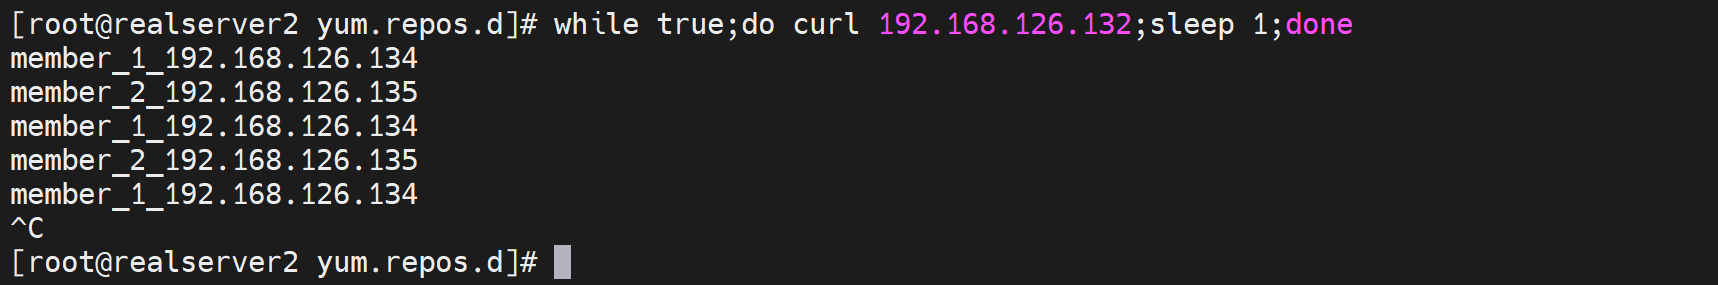 [root@realserver2 yum.repos.d]# while true;do curl 192.168.126.132;sleep 1;done
member_1_192.168.126.134
member_2_192.168.126.135
member_1_192.168.126.134
member_2_192.168.126.135
member_1_192.168.126.134
^C
[root@realserver2 yum.repos.d]#